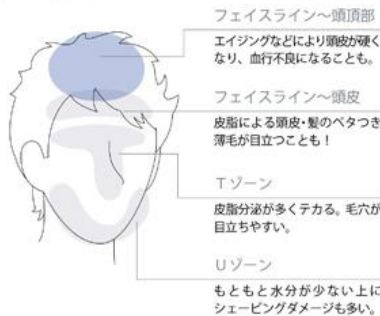 フェイスライン〜頭頂部
エイジングなどにより頭皮が硬く
なり、血行不良になることも。
フェイスライン〜頭皮
皮脂による頭皮・髪のベタつき
薄毛が目立つことも！
Tゾーン
皮脂分泌が多くテカる。毛穴が
目立ちやすい。
Uゾーン
もともと水分が少ない上に
シェービングダメージも多い。